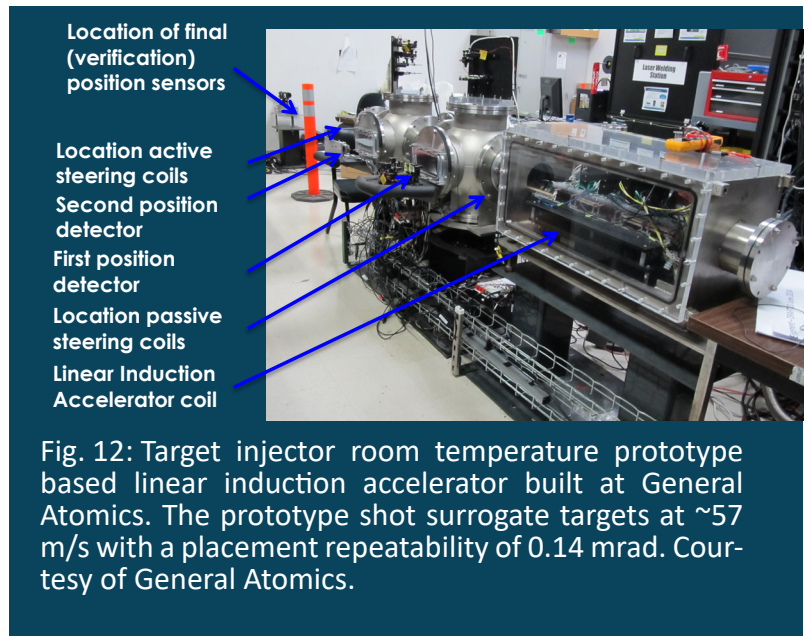 Location of final
(verification)
position sensors
Location active
steering coils
Second position
detector
First position
detector
Location passive
steering coils
Linear Induction
Accelerator coil
Laser Welding
Station
Fig. 12: Target injector room temperature prototype
based linear induction accelerator built at General
Atomics. The prototype shot surrogate targets at ~57
m/s with a placement repeatability of 0.14 mrad. Cour-
tesy of General Atomics.